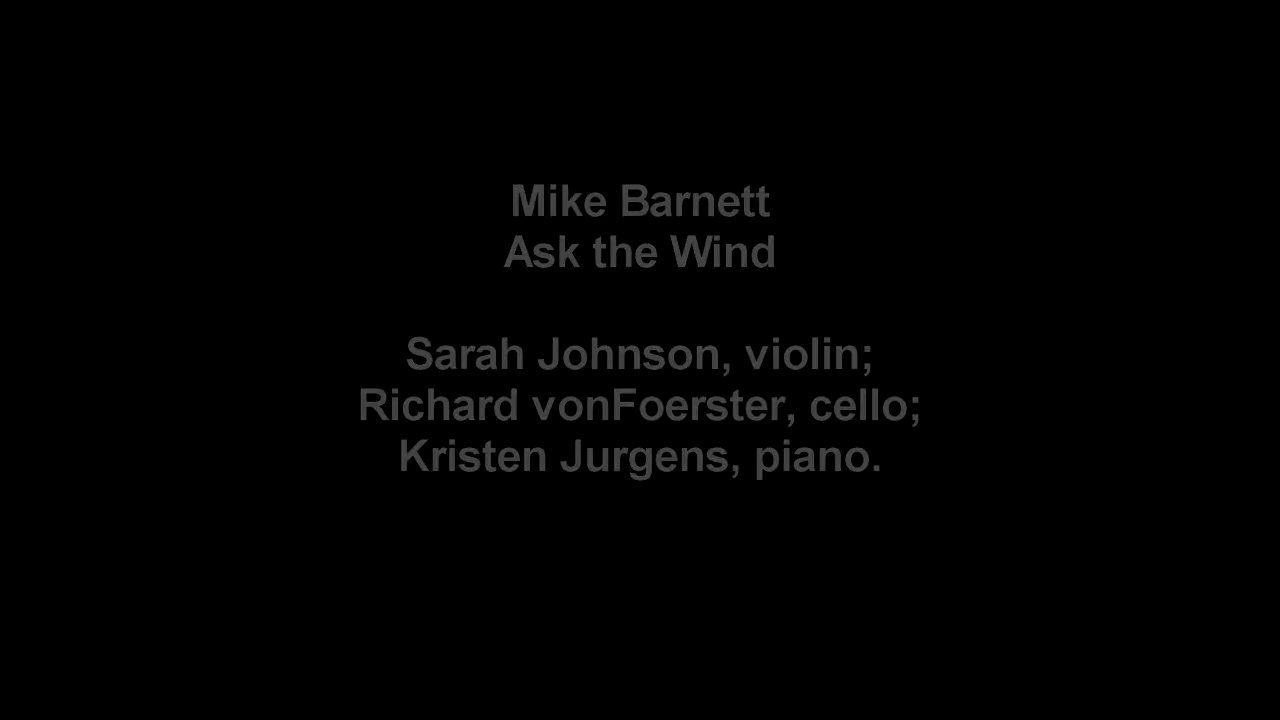 Mike Barnett
Ask the Wind
Sarah Johnson, violin;
Richard vonFoerster, cello;
Kristen Jurgens, piano.